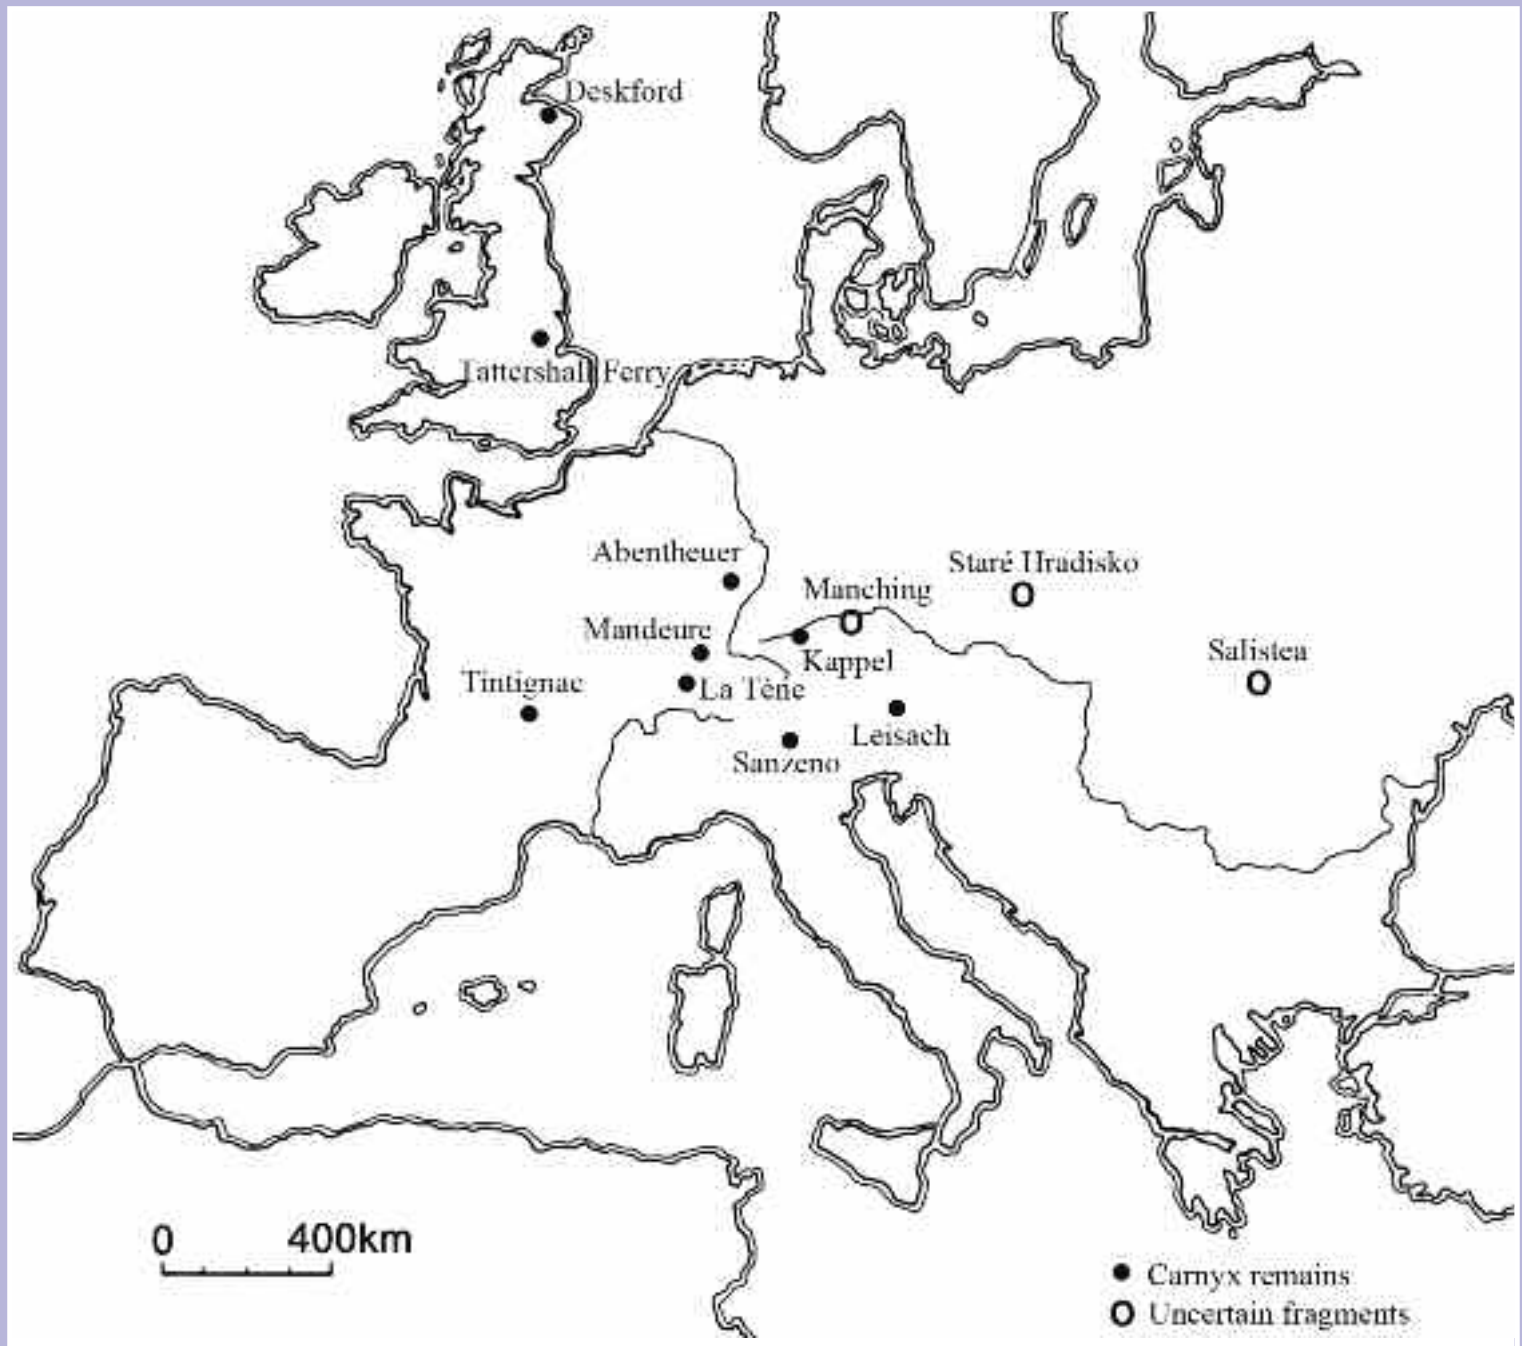 Deskford
Tattershall Ferry
Abentheuer
Staré Hradisko
Manching
Mandeure
Kappel
Salistea
Tintignac
La Tène
Leisach
Sanzeno
0 400km
Carnyx remains
O Uncertain fragments